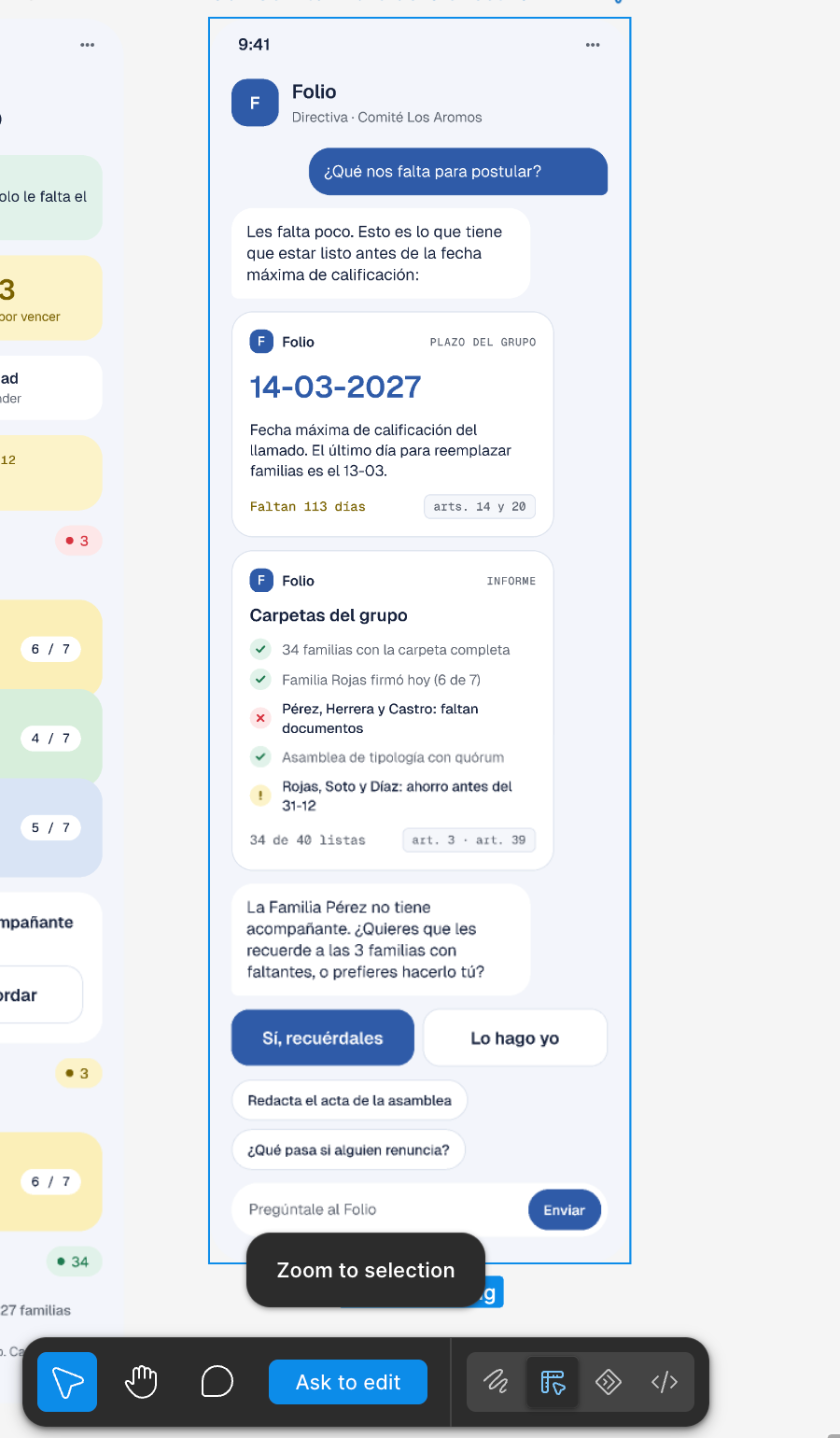 9:41
•••
F
Folio
Directiva · Comité Los Aromos
¿Qué nos falta para postular?
Les falta poco. Esto es lo que tiene
que estar listo antes de la fecha
máxima de calificación:
F Folio
PLAZO DEL GRUPO
14-03-2027
Fecha máxima de calificación del
llamado. El último día para reemplazar
familias es el 13-03.
Faltan 113 días
arts. 14 y 20
F Folio
INFORME
Carpetas del grupo
34 familias con la carpeta completa
Familia Rojas firmó hoy (6 de 7)
Pérez, Herrera y Castro: faltan
documentos
Asamblea de tipología con quórum
Rojas, Soto y Díaz: ahorro antes del
31-12
34 de 40 listas
art. 3 · art. 39
La Familia Pérez no tiene
acompañante. ¿Quieres que les
recuerde a las 3 familias con
faltantes, o prefieres hacerlo tú?
Sí, recuérdales
Lo hago yo
Redacta el acta de la asamblea
¿Qué pasa si alguien renuncia?
Pregúntale al Folio
Enviar
•••
olo le falta el
3
por vencer
ad
nder
12
3
6 / 7
4 / 7
5 / 7
mpañante
ordar
3
6 / 7
34
27 familias
o. Ca
Zoom to selection
g
Ask to edit